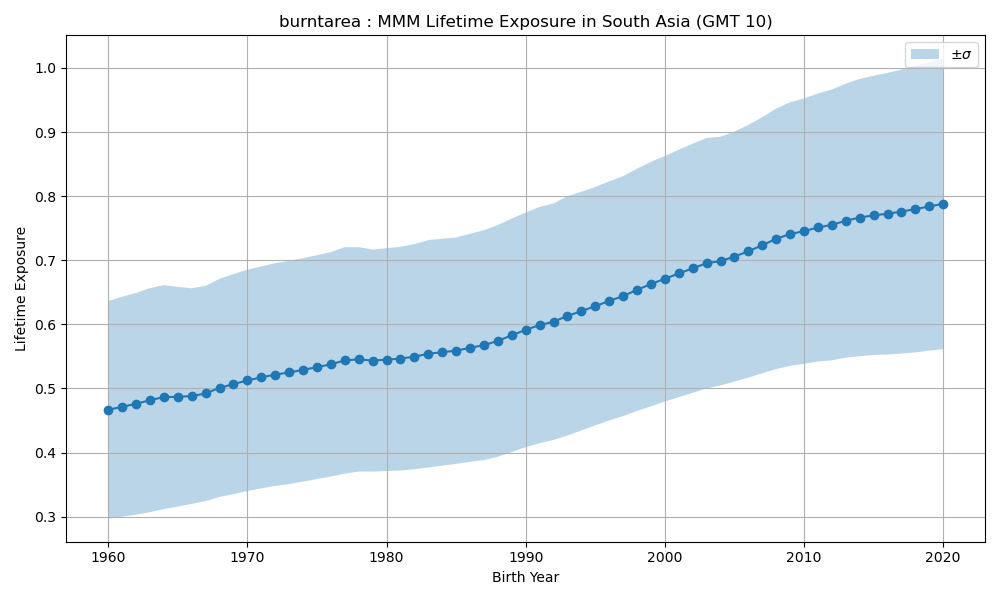 burntarea : MMM Lifetime Exposure in South Asia (GMT 10)
±σ
Lifetime Exposure
1.0
0.9
0.8
0.7
0.6
0.5
0.4
0.3
1960 1970 1980 1990 2000 2010 2020
Birth Year